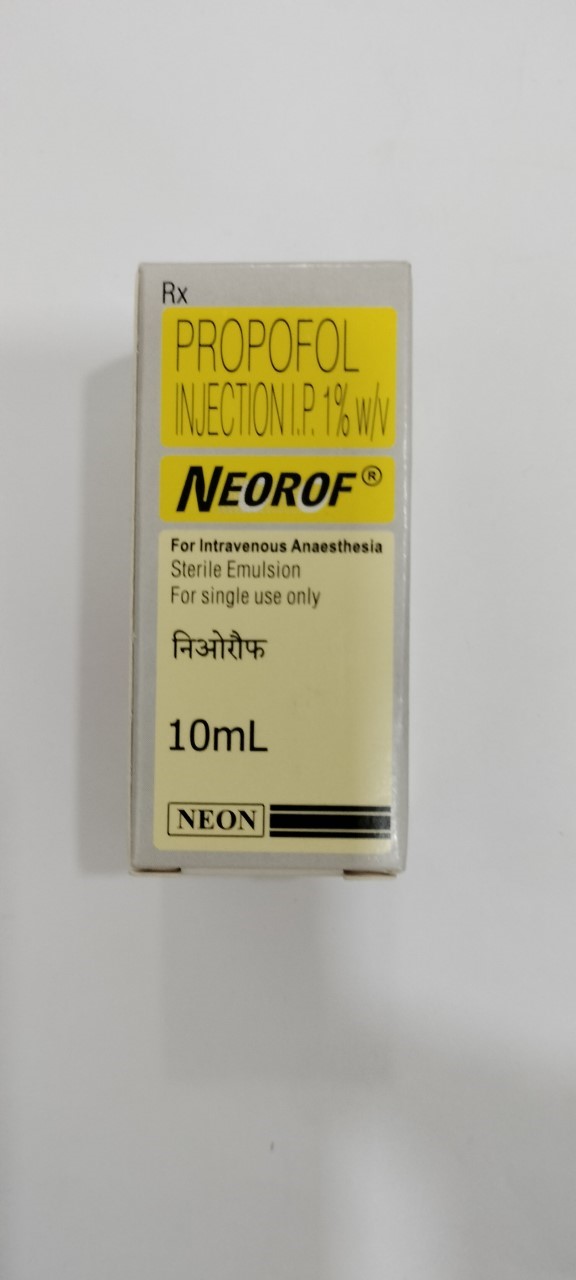 Rx
PROPOFOL
INJECTION I.P. 1% w/v
NEOROF®
For Intravenous Anaesthesia
Sterile Emulsion
For single use only
निओरौफ
10mL
NEON